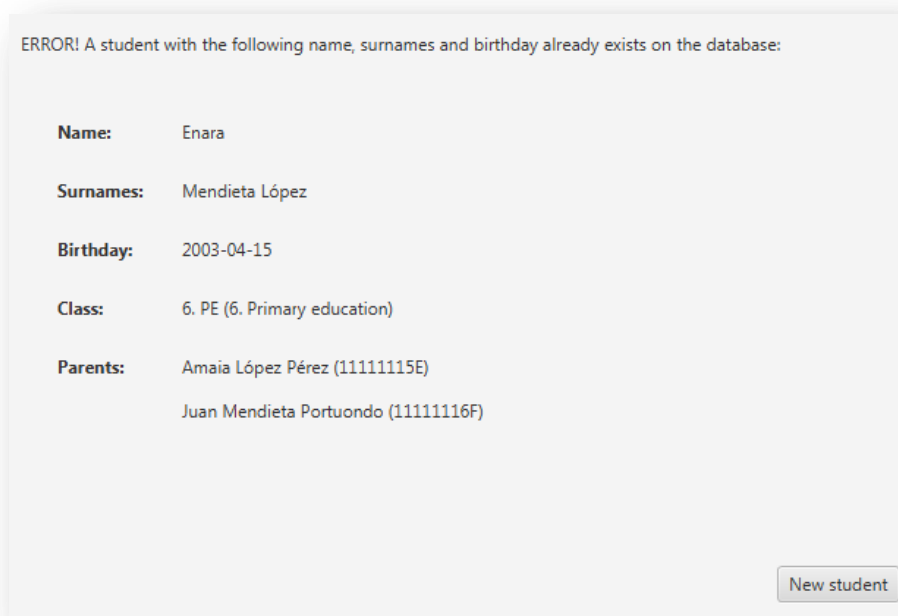 ERROR! A student with the following name, surnames and birthday already exists on the database:
Name: Enara
Surnames: Mendieta López
Birthday: 2003-04-15
Class: 6. PE (6. Primary education)
Parents: Amaia López Pérez (11111115E)
Juan Mendieta Portuondo (11111116F)
New student